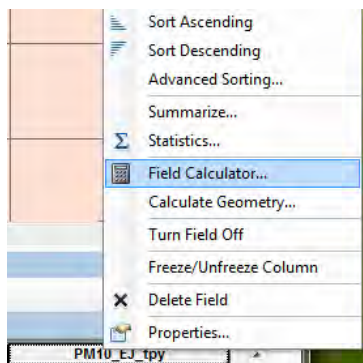 Sort Ascending
Sort Descending
Advanced Sorting...
Summarize...
Σ Statistics...
Field Calculator...
Calculate Geometry...
Turn Field Off
Freeze/Unfreeze Column
Delete Field
Properties...
PM10_EJ_tpy